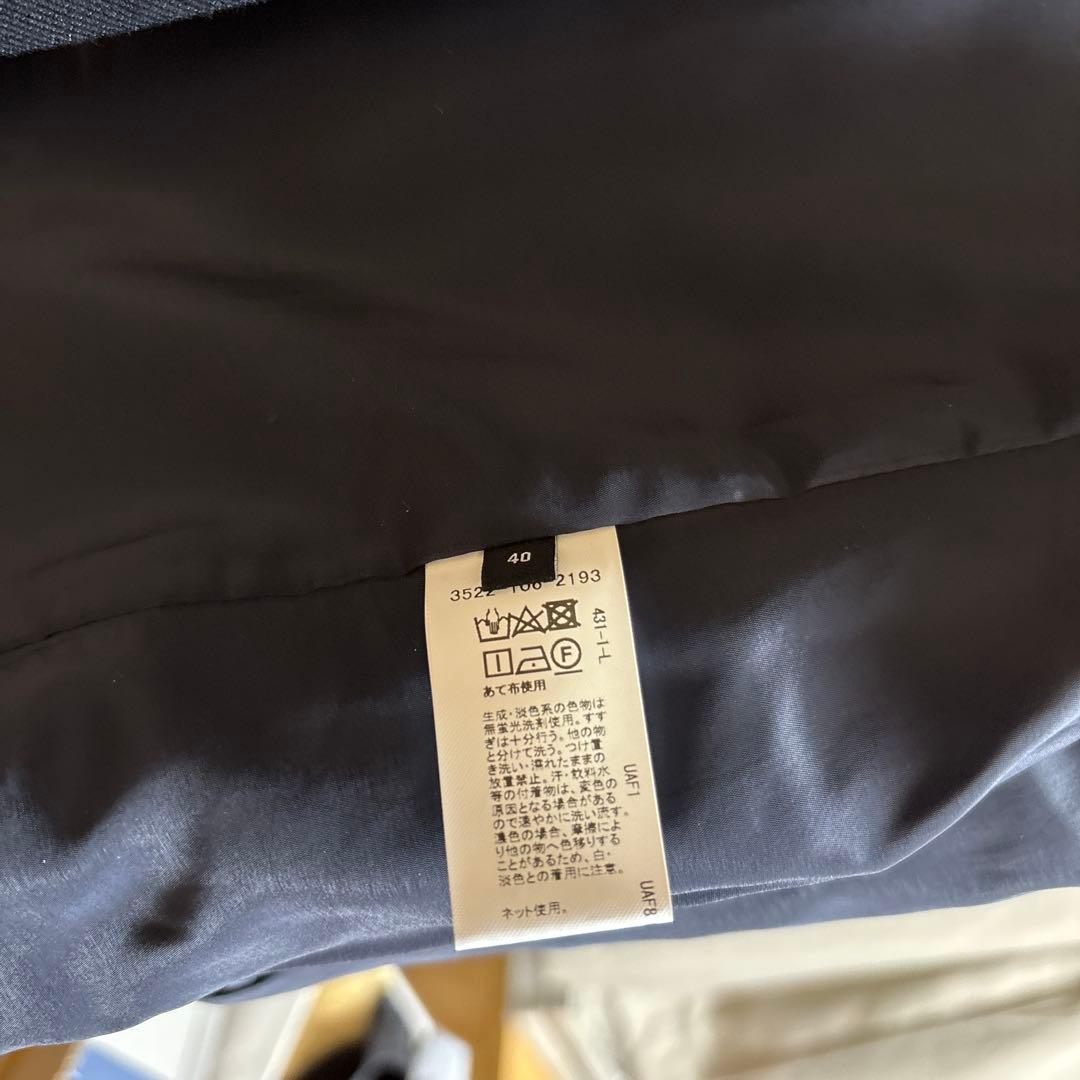 40
3522-166-2193
431-1-L
F
あて布使用
生成・淡色系の色物は
無蛍光洗剤使用。すす
ぎは十分行う。他の物
と分けて洗う。つけ置
き洗い・濡れたままの
放置禁止。汗・飲料水
等の付着物は、変色の
原因となる場合がある
ので速やかに洗い流す。
濃色の場合、摩擦によ
り他の物へ色移りする
ことがあるため、白・
淡色との着用に注意。
ネット使用。
UAF1
UAF8